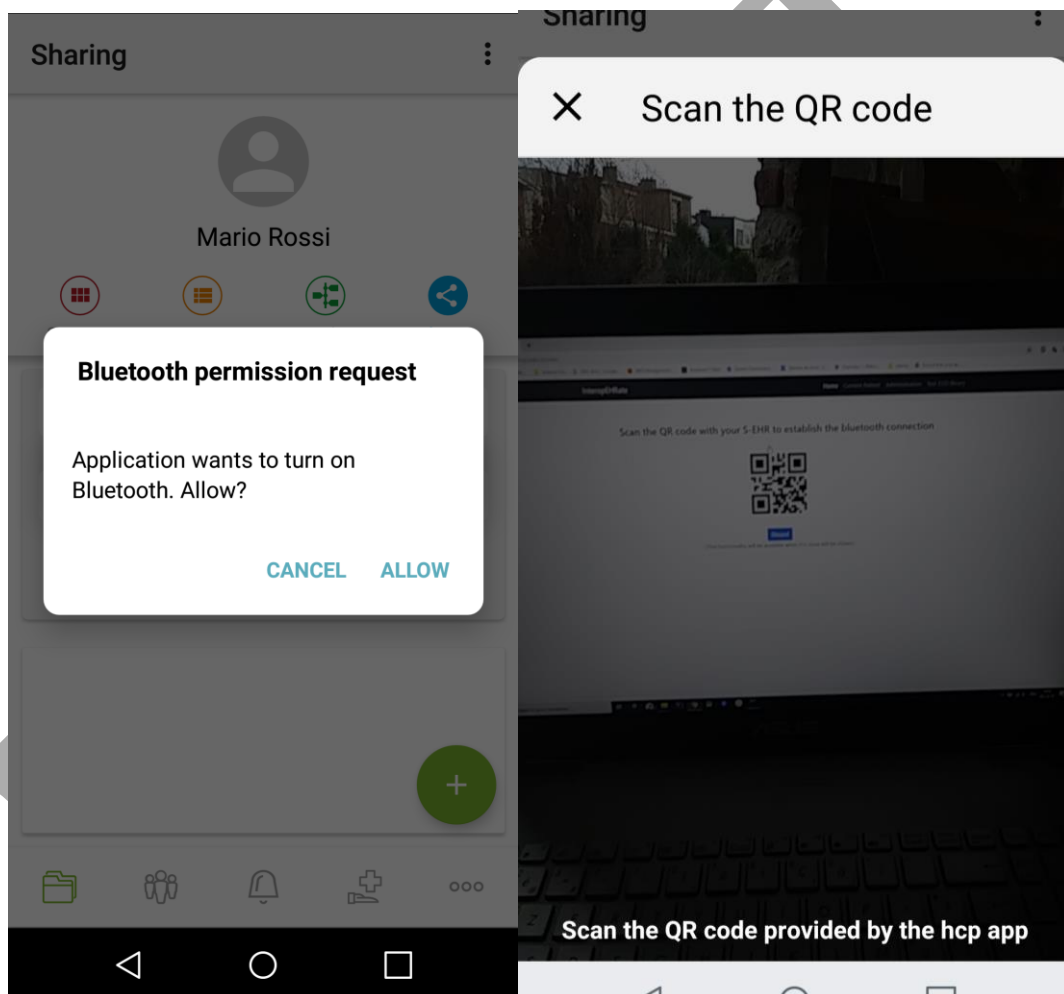 Sharing
Mario Rossi
Bluetooth permission request
Application wants to turn on
Bluetooth. Allow?
CANCEL ALLOW
Sharing
Scan the QR code
InteropEHRate
Scan the QR code with your S-EHR to establish the bluetooth connection
Scan the QR code provided by the hcp app